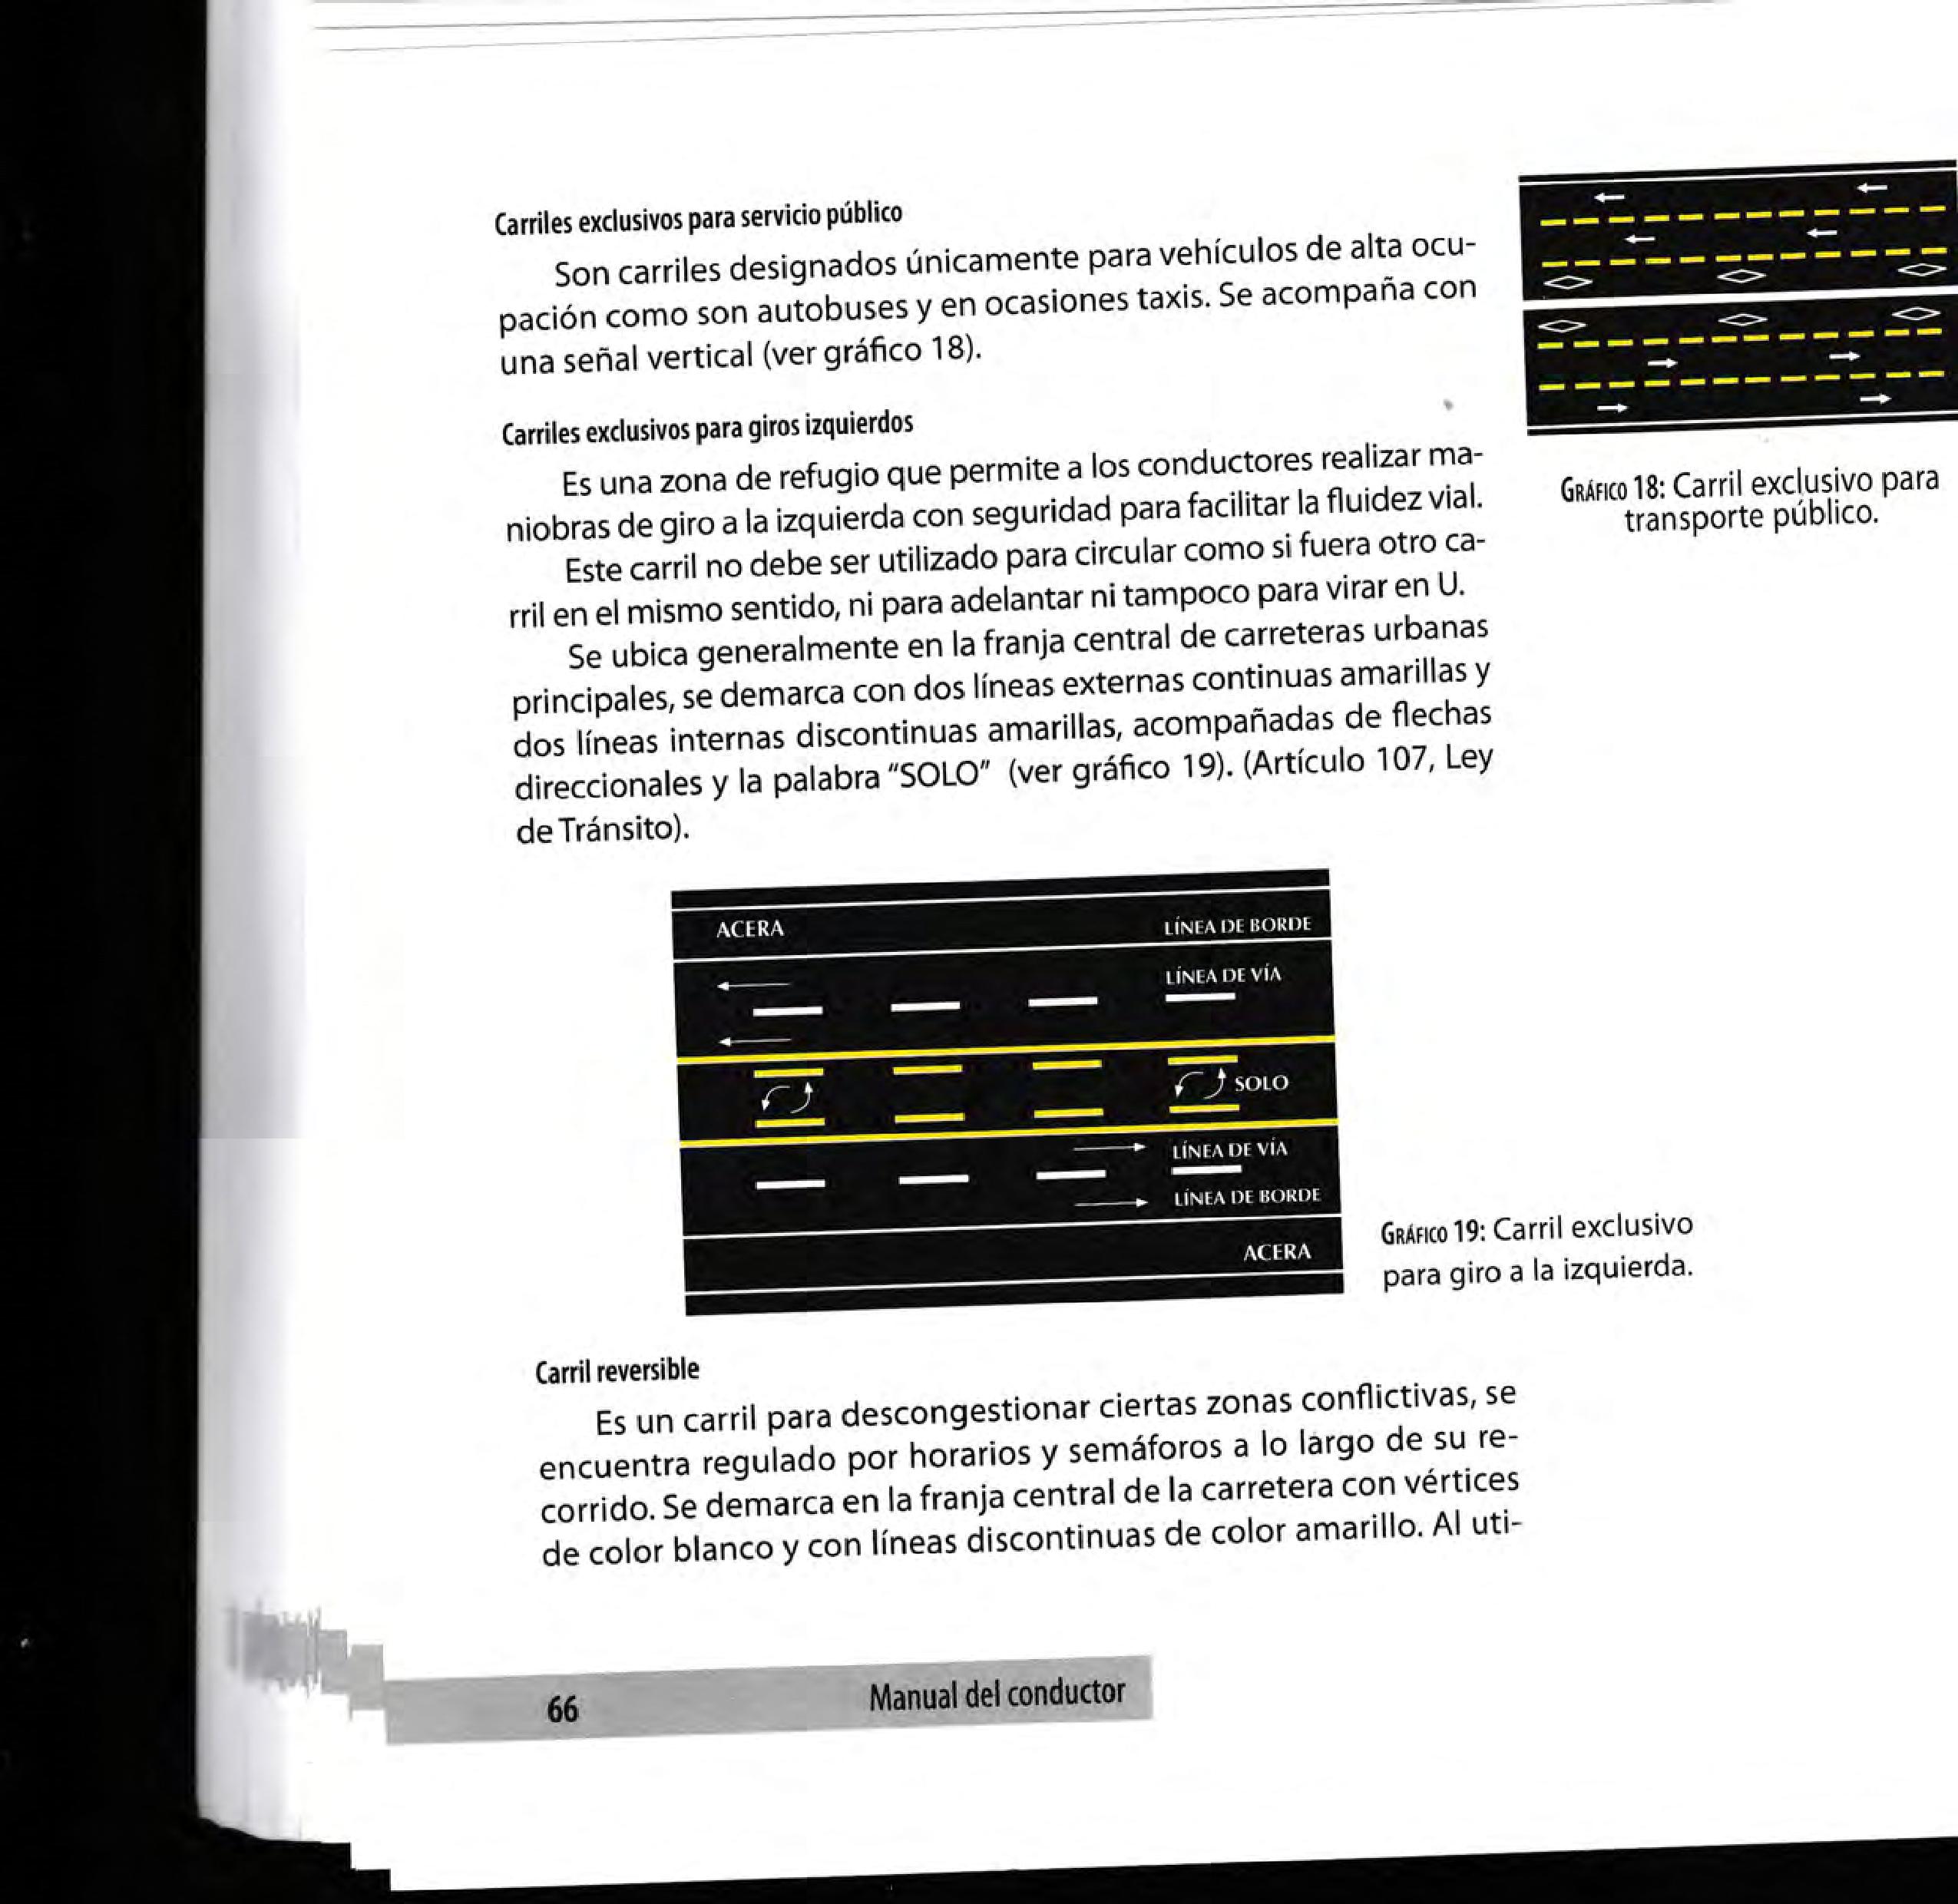 Carriles exclusivos para servicio público
Son carriles designados únicamente para vehículos de alta ocu-
pación como son autobuses y en ocasiones taxis. Se acompaña con
una señal vertical (ver gráfico 18).
GRÁFICO 18: Carril exclusivo para
transporte público.
Carriles exclusivos para giros izquierdos
Es una zona de refugio que permite a los conductores realizar ma-
niobras de giro a la izquierda con seguridad para facilitar la fluidez vial.
Este carril no debe ser utilizado para circular como si fuera otro ca-
rril en el mismo sentido, ni para adelantar ni tampoco para virar en U.
Se ubica generalmente en la franja central de carreteras urbanas
principales, se demarca con dos líneas externas continuas amarillas y
dos líneas internas discontinuas amarillas, acompañadas de flechas
direccionales y la palabra "SOLO" (ver gráfico 19). (Artículo 107, Ley
de Tránsito).
ACERA
LÍNEA DE BORDE
LÍNEA DE VÍA
SOLO
LÍNEA DE VÍA
LÍNEA DE BORDE
ACERA
GRÁFICO 19: Carril exclusivo
para giro a la izquierda.
Carril reversible
Es un carril para descongestionar ciertas zonas conflictivas, se
encuentra regulado por horarios y semáforos a lo largo de su re-
corrido. Se demarca en la franja central de la carretera con vértices
de color blanco y con líneas discontinuas de color amarillo. Al uti-
66
Manual del conductor